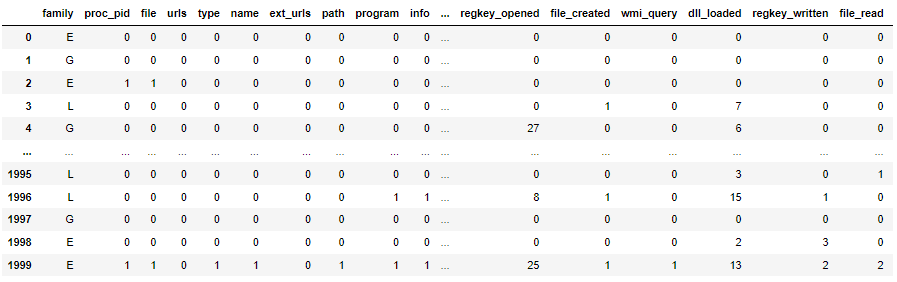 family proc_pid file urls type name ext_urls path program info ... regkey_opened file_created wmi_query dll_loaded regkey_written file_read
0 E 0 0 0 0 0 0 0 0 0 ... 0 0 0 0 0 0
1 G 0 0 0 0 0 0 0 0 0 ... 0 0 0 0 0 0
2 E 1 1 0 0 0 0 0 0 0 ... 0 0 0 0 0 0
3 L 0 0 0 0 0 0 0 0 0 ... 0 1 0 7 0 0
4 G 0 0 0 0 0 0 0 0 0 ... 27 0 0 6 0 0
... ... ... ... ... ... ... ... ... ... ... ... ... ... ... ... ... ...
1995 L 0 0 0 0 0 0 0 0 0 ... 0 0 0 3 0 1
1996 L 0 0 0 0 0 0 0 1 1 ... 8 1 0 15 1 0
1997 G 0 0 0 0 0 0 0 0 0 ... 0 0 0 0 0 0
1998 E 0 0 0 0 0 0 0 0 0 ... 0 0 0 2 3 0
1999 E 1 1 0 1 1 0 1 1 1 ... 25 1 1 13 2 2